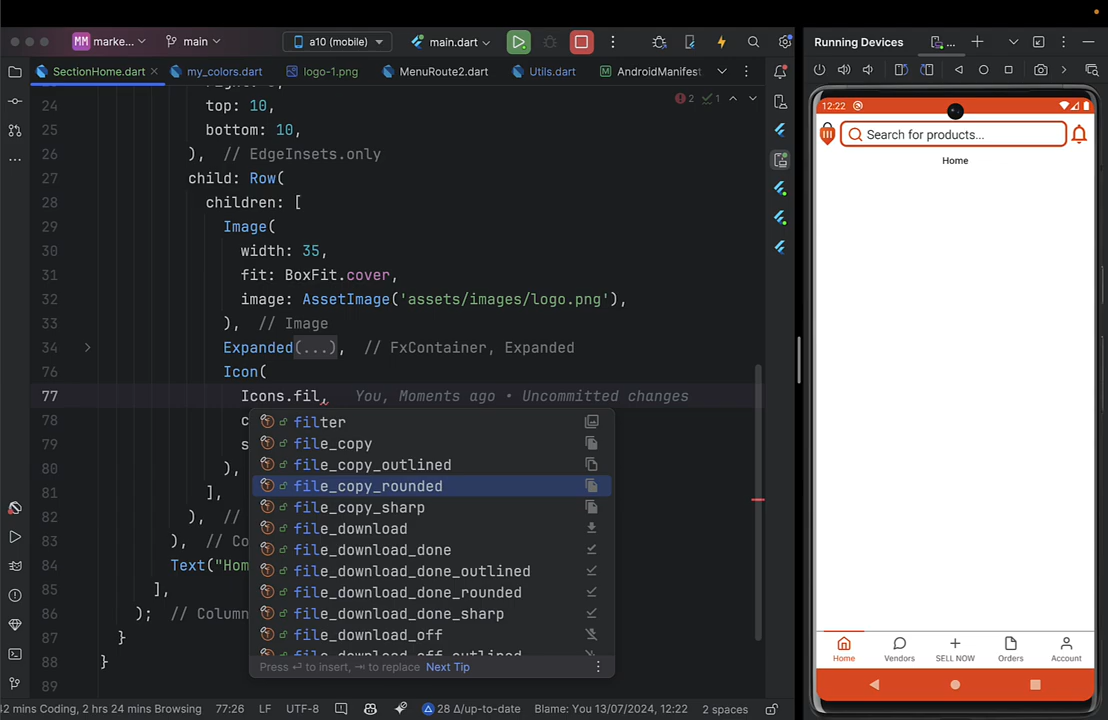 MM marke...
main
a10 (mobile)
main.dart
Running Devices
...
SectionHome.dart
my_colors.dart
logo-1.png
MenuRoute2.dart
Utils.dart
AndroidManifest
2
1
24 top: 10,
25 bottom: 10,
26 ), // EdgeInsets.only
27 child: Row(
28 children: [
29 Image(
30 width: 35,
31 fit: BoxFit.cover,
32 image: AssetImage('assets/images/logo.png'),
33 ), // Image
34 Expanded(...), // FxContainer, Expanded
76 Icon(
77 Icons.fil, You, Moments ago • Uncommitted changes
78 c
79 s
80 ),
81 ],
82 ), //
83 ), // Co
84 Text("Hom
85 ],
86 ); // Column
87 }
88 }
89
filter
file_copy
file_copy_outlined
file_copy_rounded
file_copy_sharp
file_download
file_download_done
file_download_done_outlined
file_download_done_rounded
file_download_done_sharp
file_download_off
file_download_off_outlined
Press ⏎ to insert, ⇥ to replace Next Tip
42 mins Coding, 2 hrs 24 mins Browsing
77:26
LF
UTF-8
28 Δ/up-to-date
Blame: You 13/07/2024, 12:22
2 spaces
12:22
Search for products...
Home
Home
Vendors
SELL NOW
Orders
Account